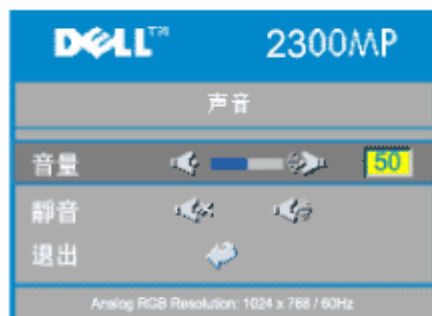 DELL™ 2300MP
声音
音量 50
靜音
退出
Analog RGB Resolution: 1024 x 768 / 60Hz